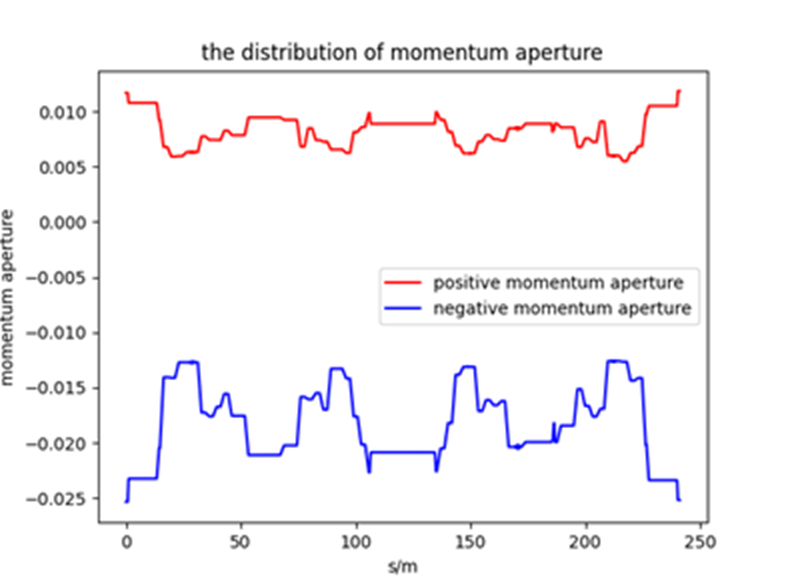 the distribution of momentum aperture
momentum aperture
0.010
0.005
0.000
−0.005
−0.010
−0.015
−0.020
−0.025
positive momentum aperture
negative momentum aperture
0 50 100 150 200 250
s/m